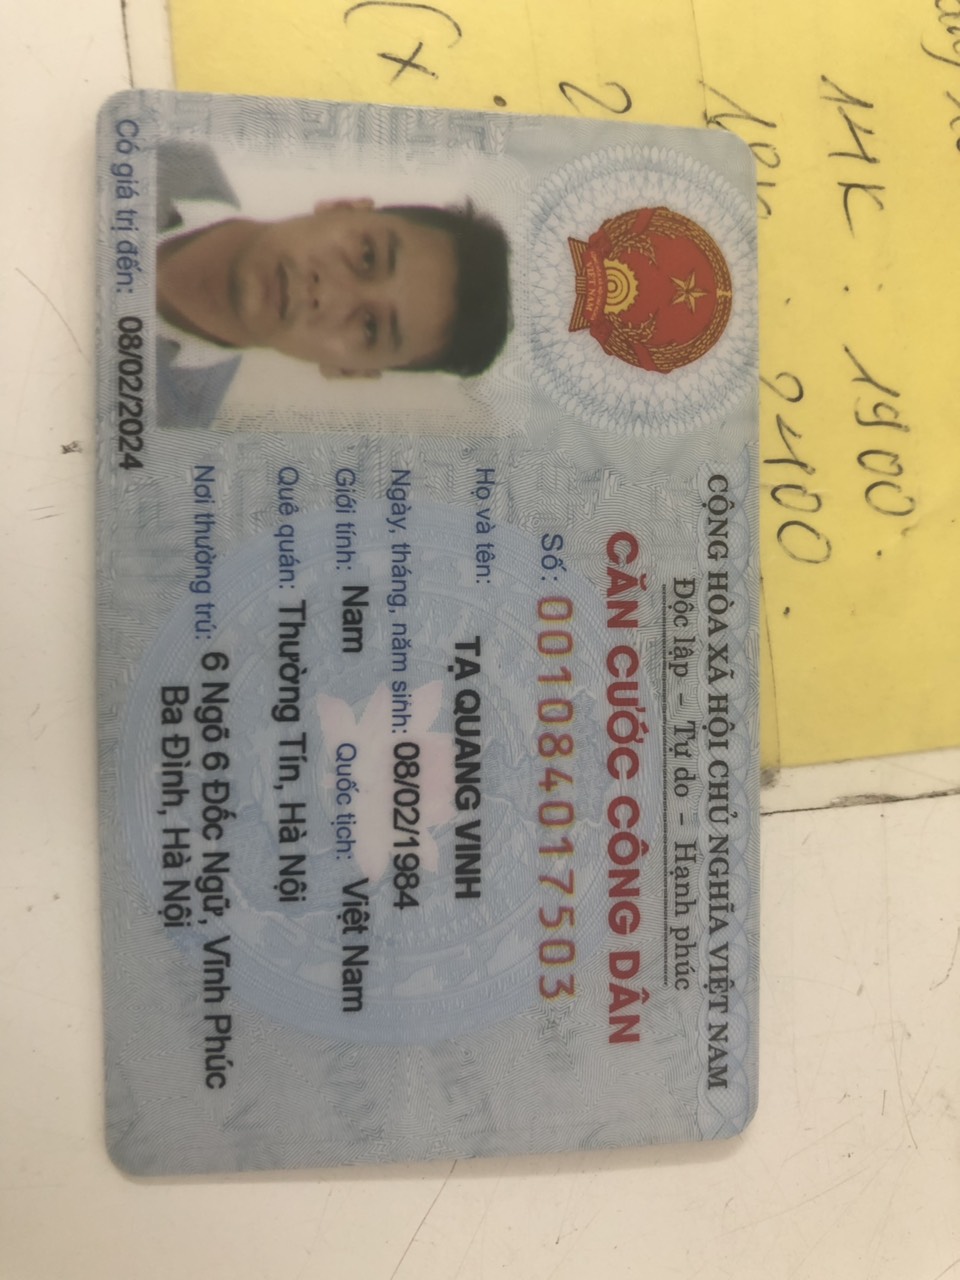 14K : 1900.
2400.
CỘNG HÒA XÃ HỘI CHỦ NGHĨA VIỆT NAM
Độc lập - Tự do - Hạnh phúc
CĂN CƯỚC CÔNG DÂN
Số: 001084017503
Họ và tên: TẠ QUANG VINH
Ngày, tháng, năm sinh: 08/02/1984
Giới tính: Nam Quốc tịch: Việt Nam
Quê quán: Thường Tín, Hà Nội
Nơi thường trú: 6 Ngõ 6 Đốc Ngữ, Vĩnh Phúc
Ba Đình, Hà Nội
Có giá trị đến: 08/02/2024
VIỆT NAM
2
(x